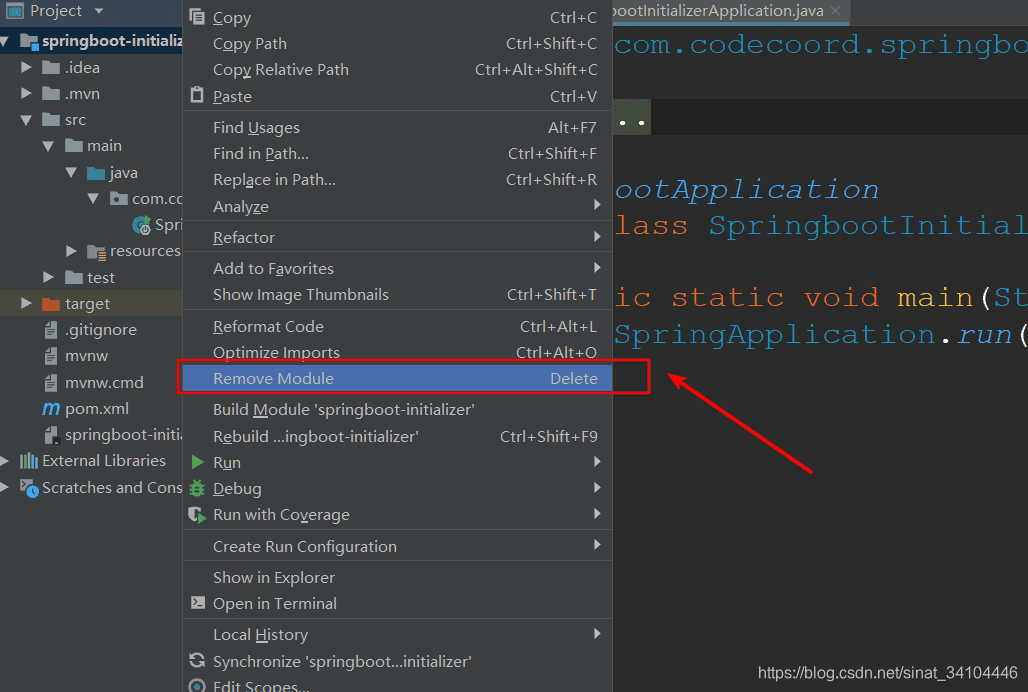 Project
springboot-initializ
.idea
.mvn
src
main
java
com.co
Spri
resources
test
target
.gitignore
mvnw
mvnw.cmd
pom.xml
springboot-initi
External Libraries
Scratches and Cons
Copy Ctrl+C
Copy Path Ctrl+Shift+C
Copy Relative Path Ctrl+Alt+Shift+C
Paste Ctrl+V
Find Usages Alt+F7
Find in Path... Ctrl+Shift+F
Replace in Path... Ctrl+Shift+R
Analyze
Refactor
Add to Favorites
Show Image Thumbnails Ctrl+Shift+T
Reformat Code Ctrl+Alt+L
Optimize Imports Ctrl+Alt+O
Remove Module Delete
Build Module 'springboot-initializer'
Rebuild ...ingboot-initializer' Ctrl+Shift+F9
Run
Debug
Run with Coverage
Create Run Configuration
Show in Explorer
Open in Terminal
Local History
Synchronize 'springboot...initializer'
Edit Scopes...
bootInitializerApplication.java
com.codecoord.springbo
..
ootApplication
lass SpringbootInitial
ic static void main(St
SpringApplication.run(
https://blog.csdn.net/sinat_34104446